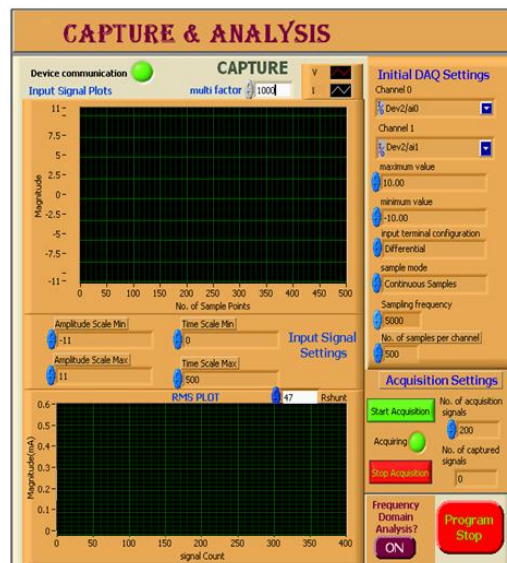 CAPTURE & ANALYSIS
Device communication
CAPTURE
V
I
Input Signal Plots
multi factor
1000
Magnitude
11
7.5
5
2.5
0
-2.5
-5
-7.5
-11
0 50 100 150 200 250 300 350 400 450 500
No. of Sample Points
Amplitude Scale Min
-11
Time Scale Min
0
Input Signal Settings
Amplitude Scale Max
11
Time Scale Max
500
RMS PLOT
47
Rshunt
Magnitude(mA)
0.6
0.5
0.4
0.3
0.2
0.1
0
0 50 100 150 200 250 300 350 400
signal Count
Initial DAQ Settings
Channel 0
Dev2/ai0
Channel 1
Dev2/ai1
maximum value
10.00
minimum value
-10.00
input terminal configuration
Differential
sample mode
Continuous Samples
Sampling frequency
5000
No. of samples per channel
500
Acquisition Settings
Start Acquisition
No. of acquisition signals
200
Acquiring
No. of captured signals
0
Stop Acquisition
Frequency
Domain
Analysis?
ON
Program
Stop